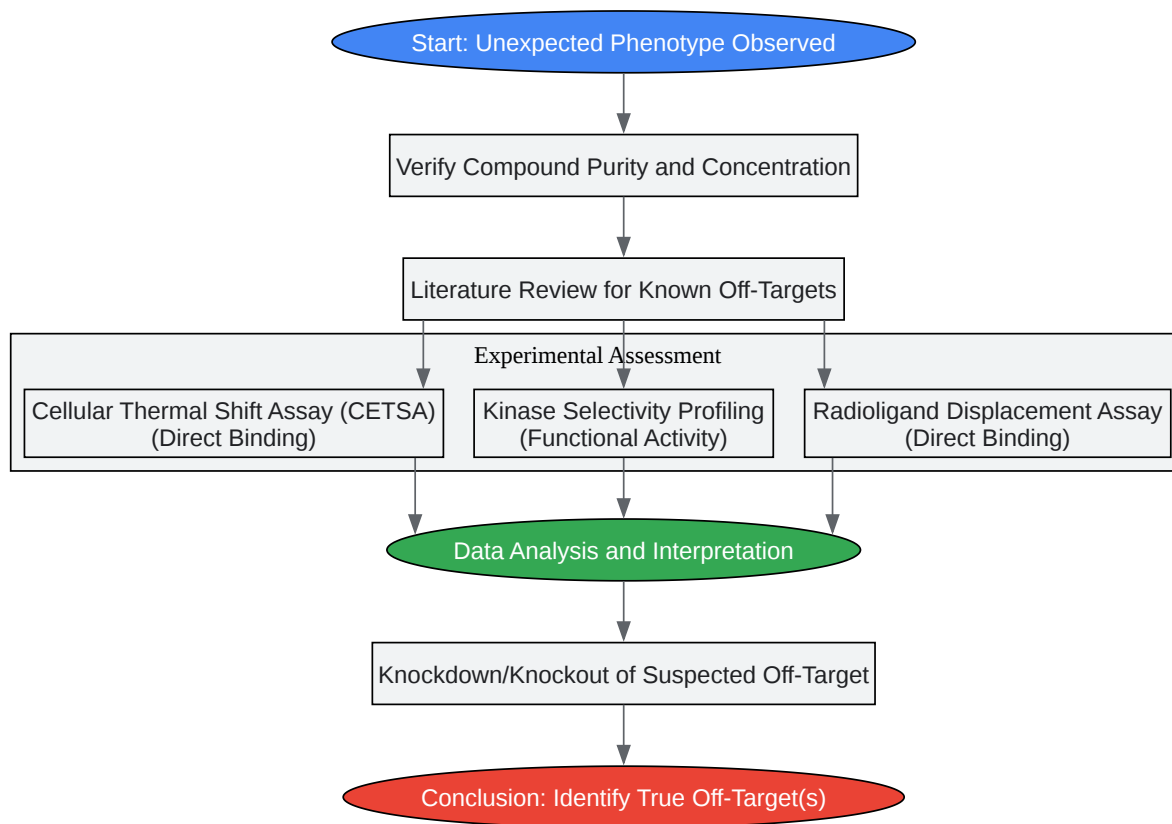 Start: Unexpected Phenotype Observed
Verify Compound Purity and Concentration
Literature Review for Known Off-Targets
Experimental Assessment
Cellular Thermal Shift Assay (CETSA)
(Direct Binding)
Kinase Selectivity Profiling
(Functional Activity)
Radioligand Displacement Assay
(Direct Binding)
Data Analysis and Interpretation
Knockdown/Knockout of Suspected Off-Target
Conclusion: Identify True Off-Target(s)